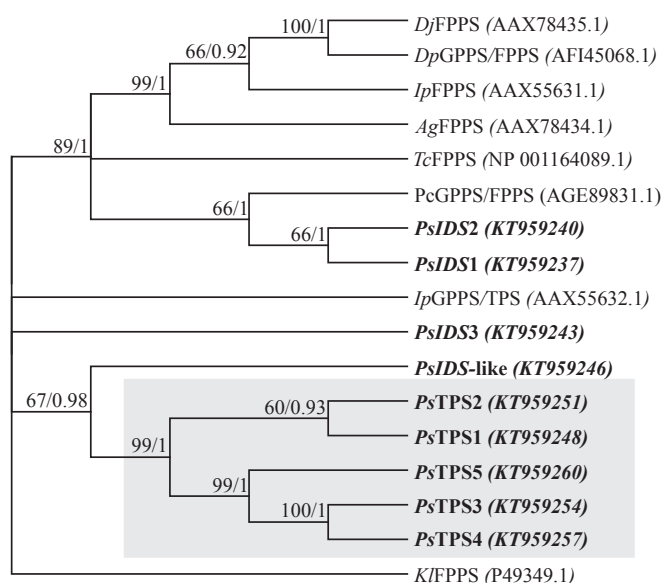 100/1
DjFPPS (AAX78435.1)
66/0.92
DpGPPS/FPPS (AFI45068.1)
99/1
IpFPPS (AAX55631.1)
AgFPPS (AAX78434.1)
89/1
TcFPPS (NP 001164089.1)
PcGPPS/FPPS (AGE89831.1)
66/1
PsIDS2 (KT959240)
66/1
PsIDS1 (KT959237)
IpGPPS/TPS (AAX55632.1)
PsIDS3 (KT959243)
PsIDS-like (KT959246)
67/0.98
PsTPS2 (KT959251)
60/0.93
PsTPS1 (KT959248)
99/1
PsTPS5 (KT959260)
99/1
PsTPS3 (KT959254)
100/1
PsTPS4 (KT959257)
KlFPPS (P49349.1)